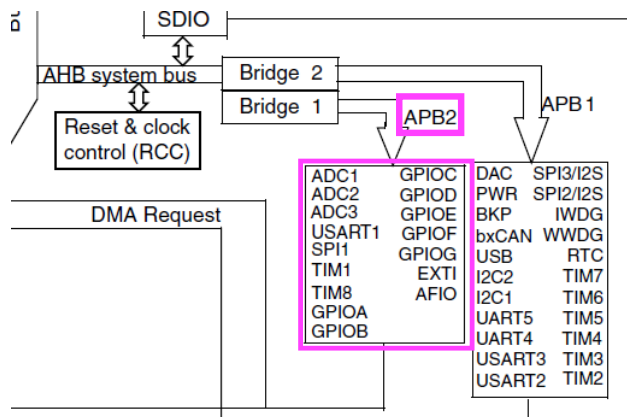 SDIO
AHB system bus
Bridge 2
Bridge 1
APB2
APB1
Reset & clock
control (RCC)
DMA Request
ADC1 GPIOC
ADC2 GPIOD
ADC3 GPIOE
USART1 GPIOF
SPI1 GPIOG
TIM1 EXTI
TIM8 AFIO
GPIOA
GPIOB
DAC SPI3/I2S
PWR SPI2/I2S
BKP IWDG
bxCAN WWDG
USB RTC
I2C2 TIM7
I2C1 TIM6
UART5 TIM5
UART4 TIM4
USART3 TIM3
USART2 TIM2